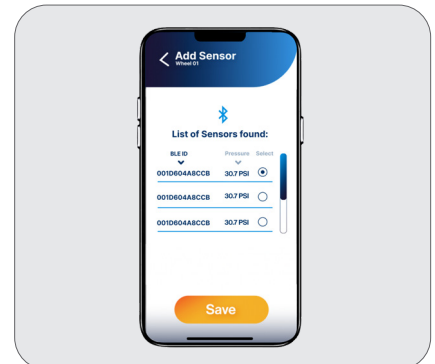 Add Sensor
Wheel 01
List of Sensors found:
BLE ID Pressure Select
001D604A8CCB 30.7 PSI
001D604A8CCB 30.7 PSI
001D604A8CCB 30.7 PSI
Save